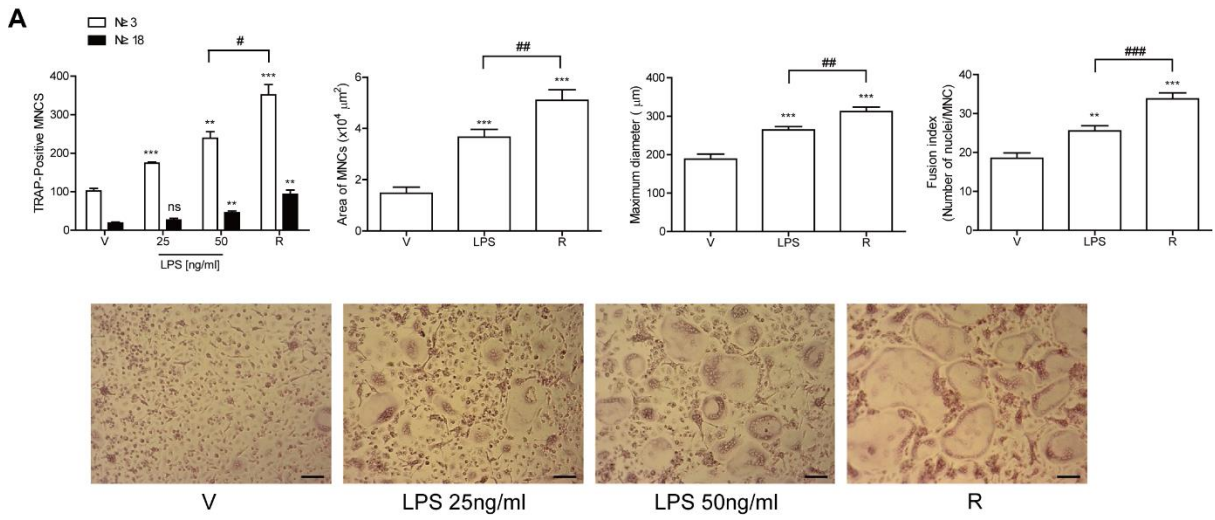 A
N≥ 3
N≥ 18
TRAP-Positive MNCS
400
300
200
100
0
***
ns
**
**
#
***
**
V
25
50
R
LPS [ng/ml]
Area of MNCs (x10⁴ μm²)
6
4
2
0
##
***
***
V
LPS
R
Maximum diameter ( μm)
400
300
200
100
0
##
***
***
V
LPS
R
Fusion index
(Number of nuclei/MNC)
40
30
20
10
0
###
**
***
V
LPS
R
V
LPS 25ng/ml
LPS 50ng/ml
R